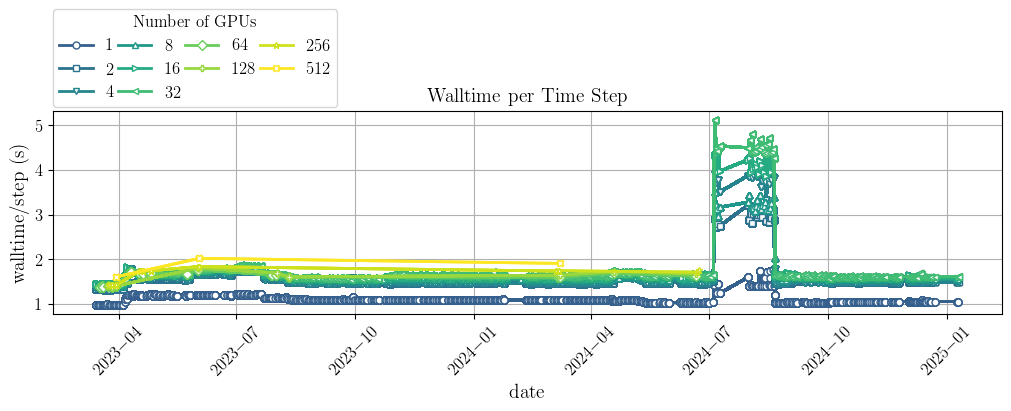 Number of GPUs
1 8 64 256
2 16 128 512
4 32
Walltime per Time Step
walltime/step (s)
5
4
3
2
1
2023−04
2023−07
2023−10
2024−01
2024−04
2024−07
2024−10
2025−01
date